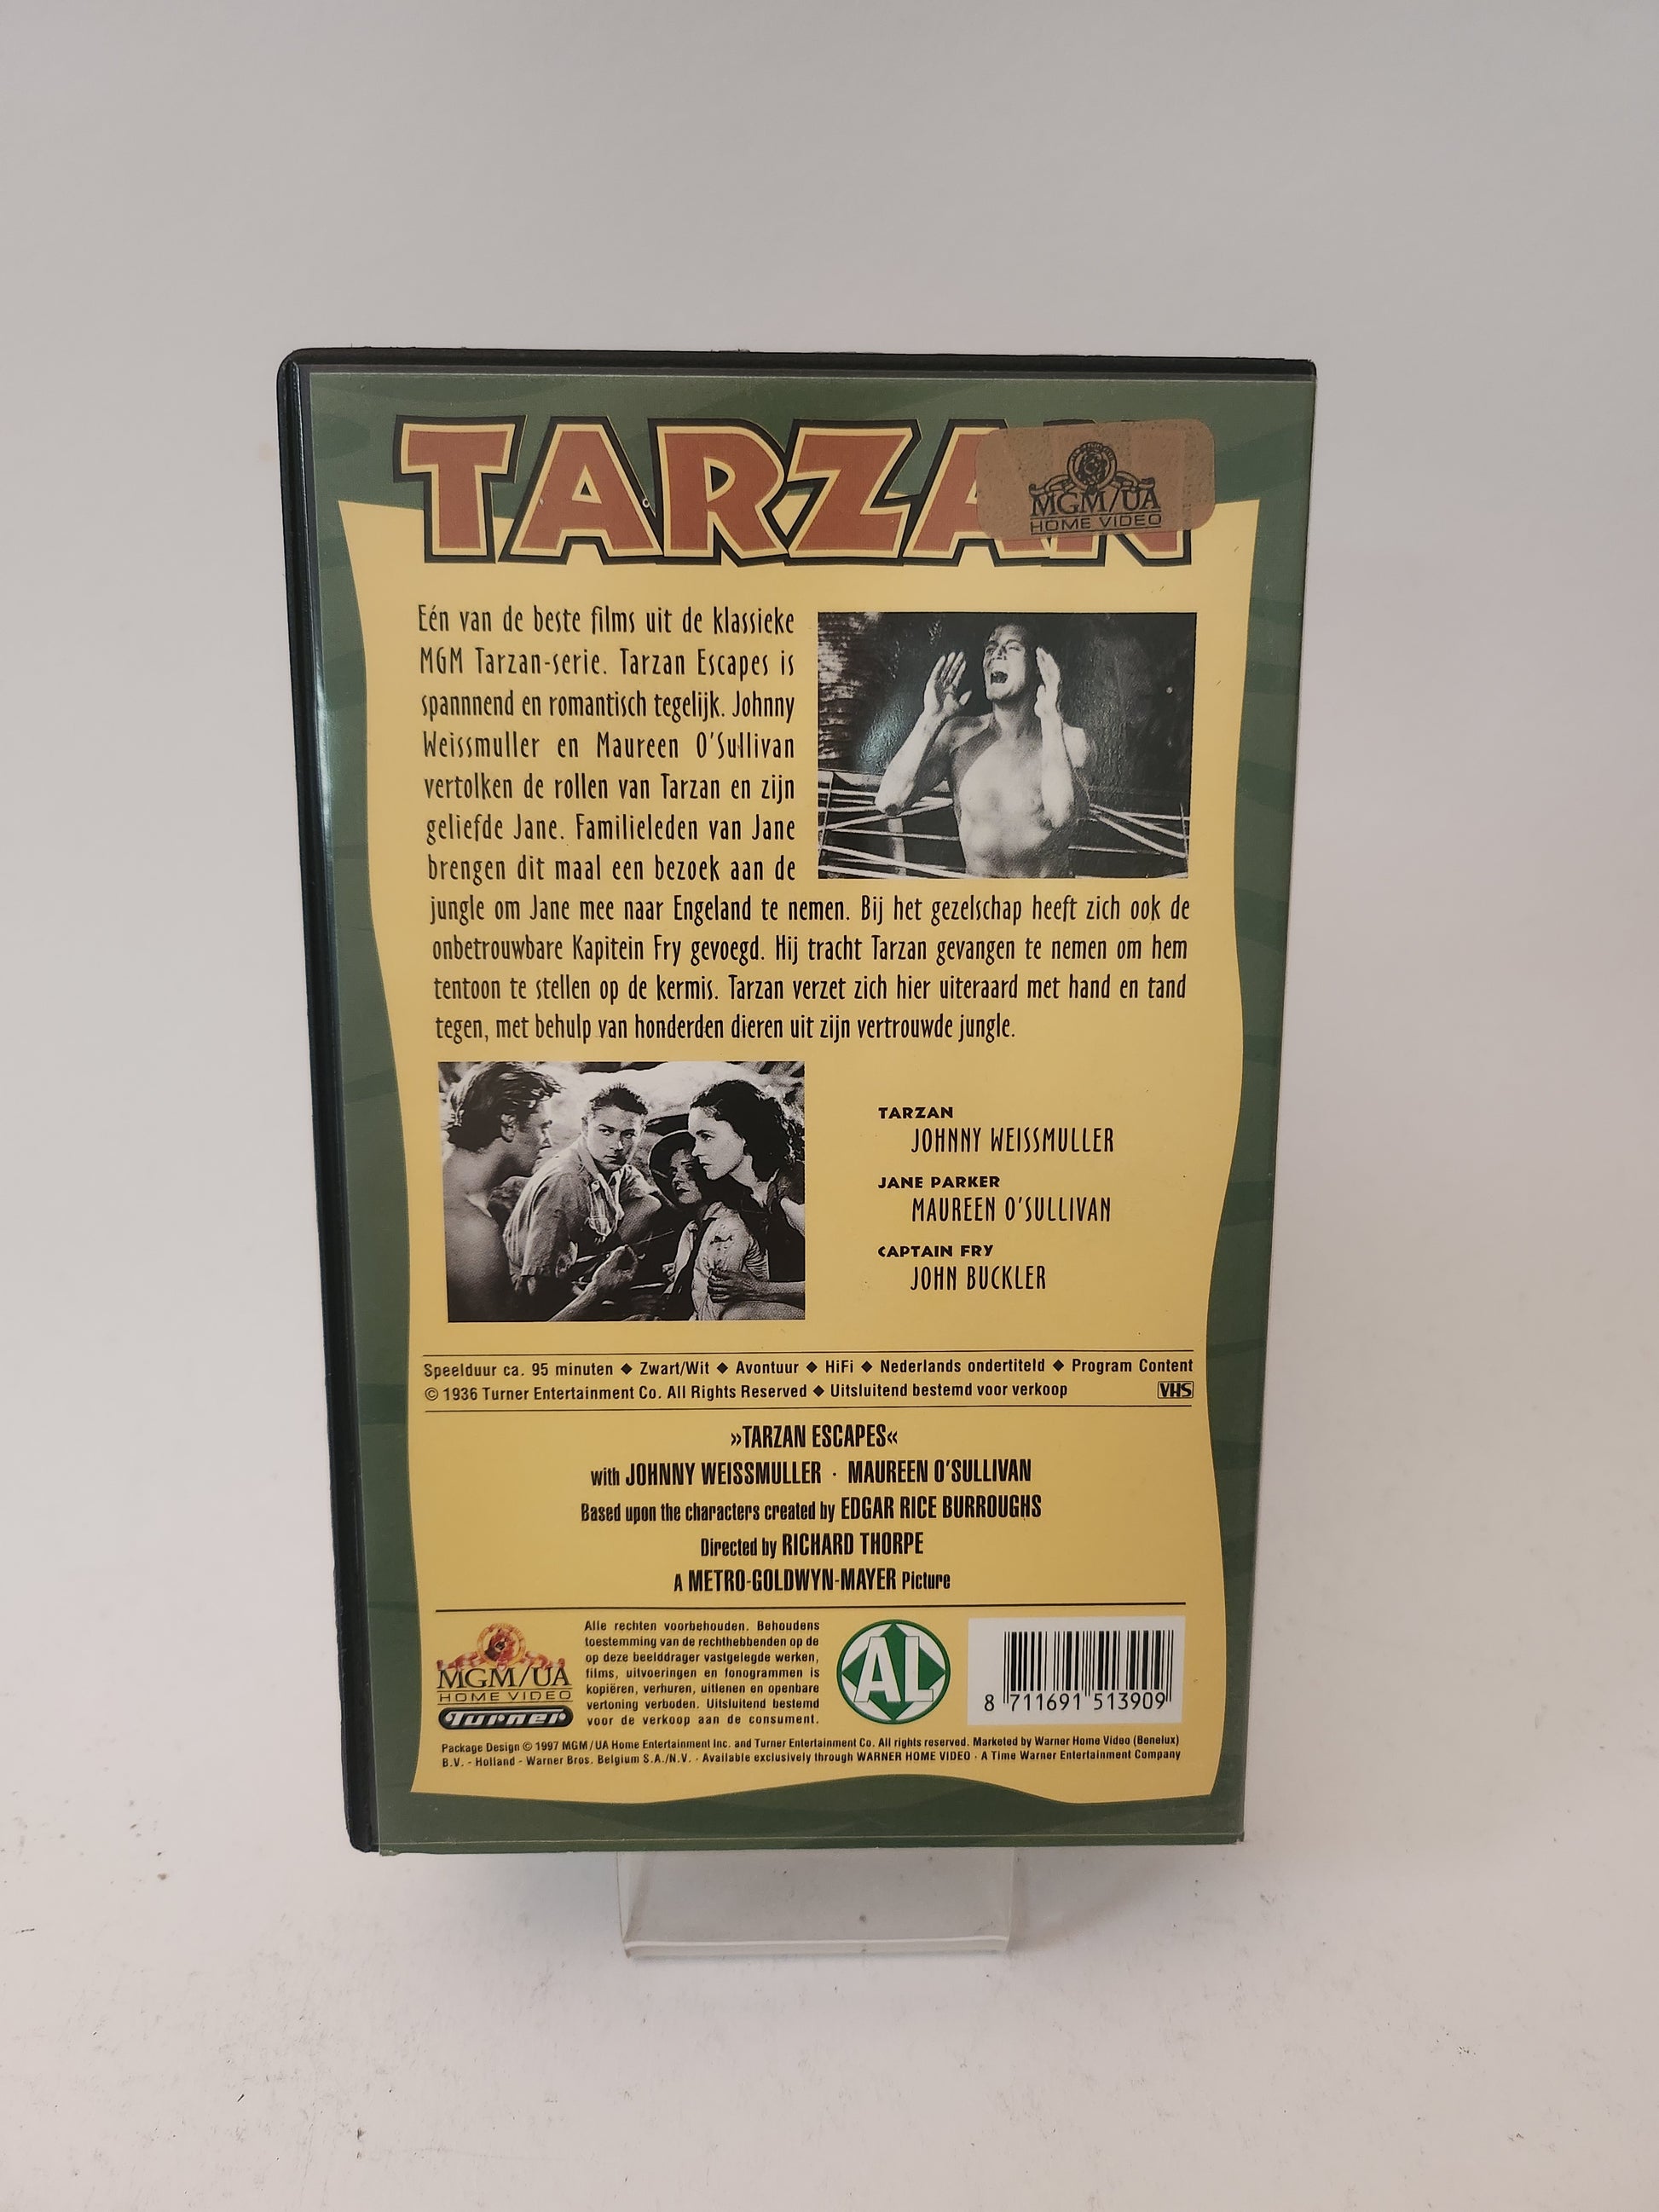 TARZAN
MGM/UA
HOME VIDEO
Eén van de beste films uit de klassieke
MGM Tarzan-serie. Tarzan Escapes is
spannnend en romantisch tegelijk. Johnny
Weissmuller en Maureen O'Sullivan
vertolken de rollen van Tarzan en zijn
geliefde Jane. Familieleden van Jane
brengen dit maal een bezoek aan de
jungle om Jane mee naar Engeland te nemen. Bij het gezelschap heeft zich ook de
onbetrouwbare Kapitein Fry gevoegd. Hij tracht Tarzan gevangen te nemen om hem
tentoon te stellen op de kermis. Tarzan verzet zich hier uiteraard met hand en tand
tegen, met behulp van honderden dieren uit zijn vertrouwde jungle.
TARZAN
JOHNNY WEISSMULLER
JANE PARKER
MAUREEN O'SULLIVAN
CAPTAIN FRY
JOHN BUCKLER
Speelduur ca. 95 minuten ◆ Zwart/Wit ◆ Avontuur ◆ HiFi ◆ Nederlands ondertiteld ◆ Program Content
© 1936 Turner Entertainment Co. All Rights Reserved ◆ Uitsluitend bestemd voor verkoop VHS
»TARZAN ESCAPES«
with JOHNNY WEISSMULLER · MAUREEN O'SULLIVAN
Based upon the characters created by EDGAR RICE BURROUGHS
Directed by RICHARD THORPE
A METRO-GOLDWYN-MAYER Picture
MGM/UA
HOME VIDEO
Turner
Alle rechten voorbehouden. Behoudens
toestemming van de rechthebbenden op de
op deze beelddrager vastgelegde werken,
films, uitvoeringen en fonogrammen is
kopiëren, verhuren, uitlenen en openbare
vertoning verboden. Uitsluitend bestemd
voor de verkoop aan de consument.
AL
8 711691 513909
Package Design © 1997 MGM/UA Home Entertainment Inc. and Turner Entertainment Co. All rights reserved. Marketed by Warner Home Video (Benelux)
B.V. - Holland - Warner Bros. Belgium S.A./N.V. · Available exclusively through WARNER HOME VIDEO · A Time Warner Entertainment Company